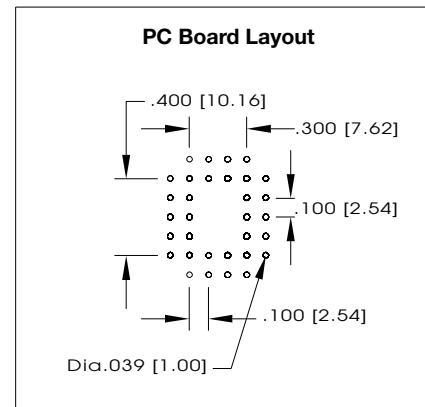 PC Board Layout
.400 [10.16]
.300 [7.62]
.100 [2.54]
.100 [2.54]
Dia.039 [1.00]